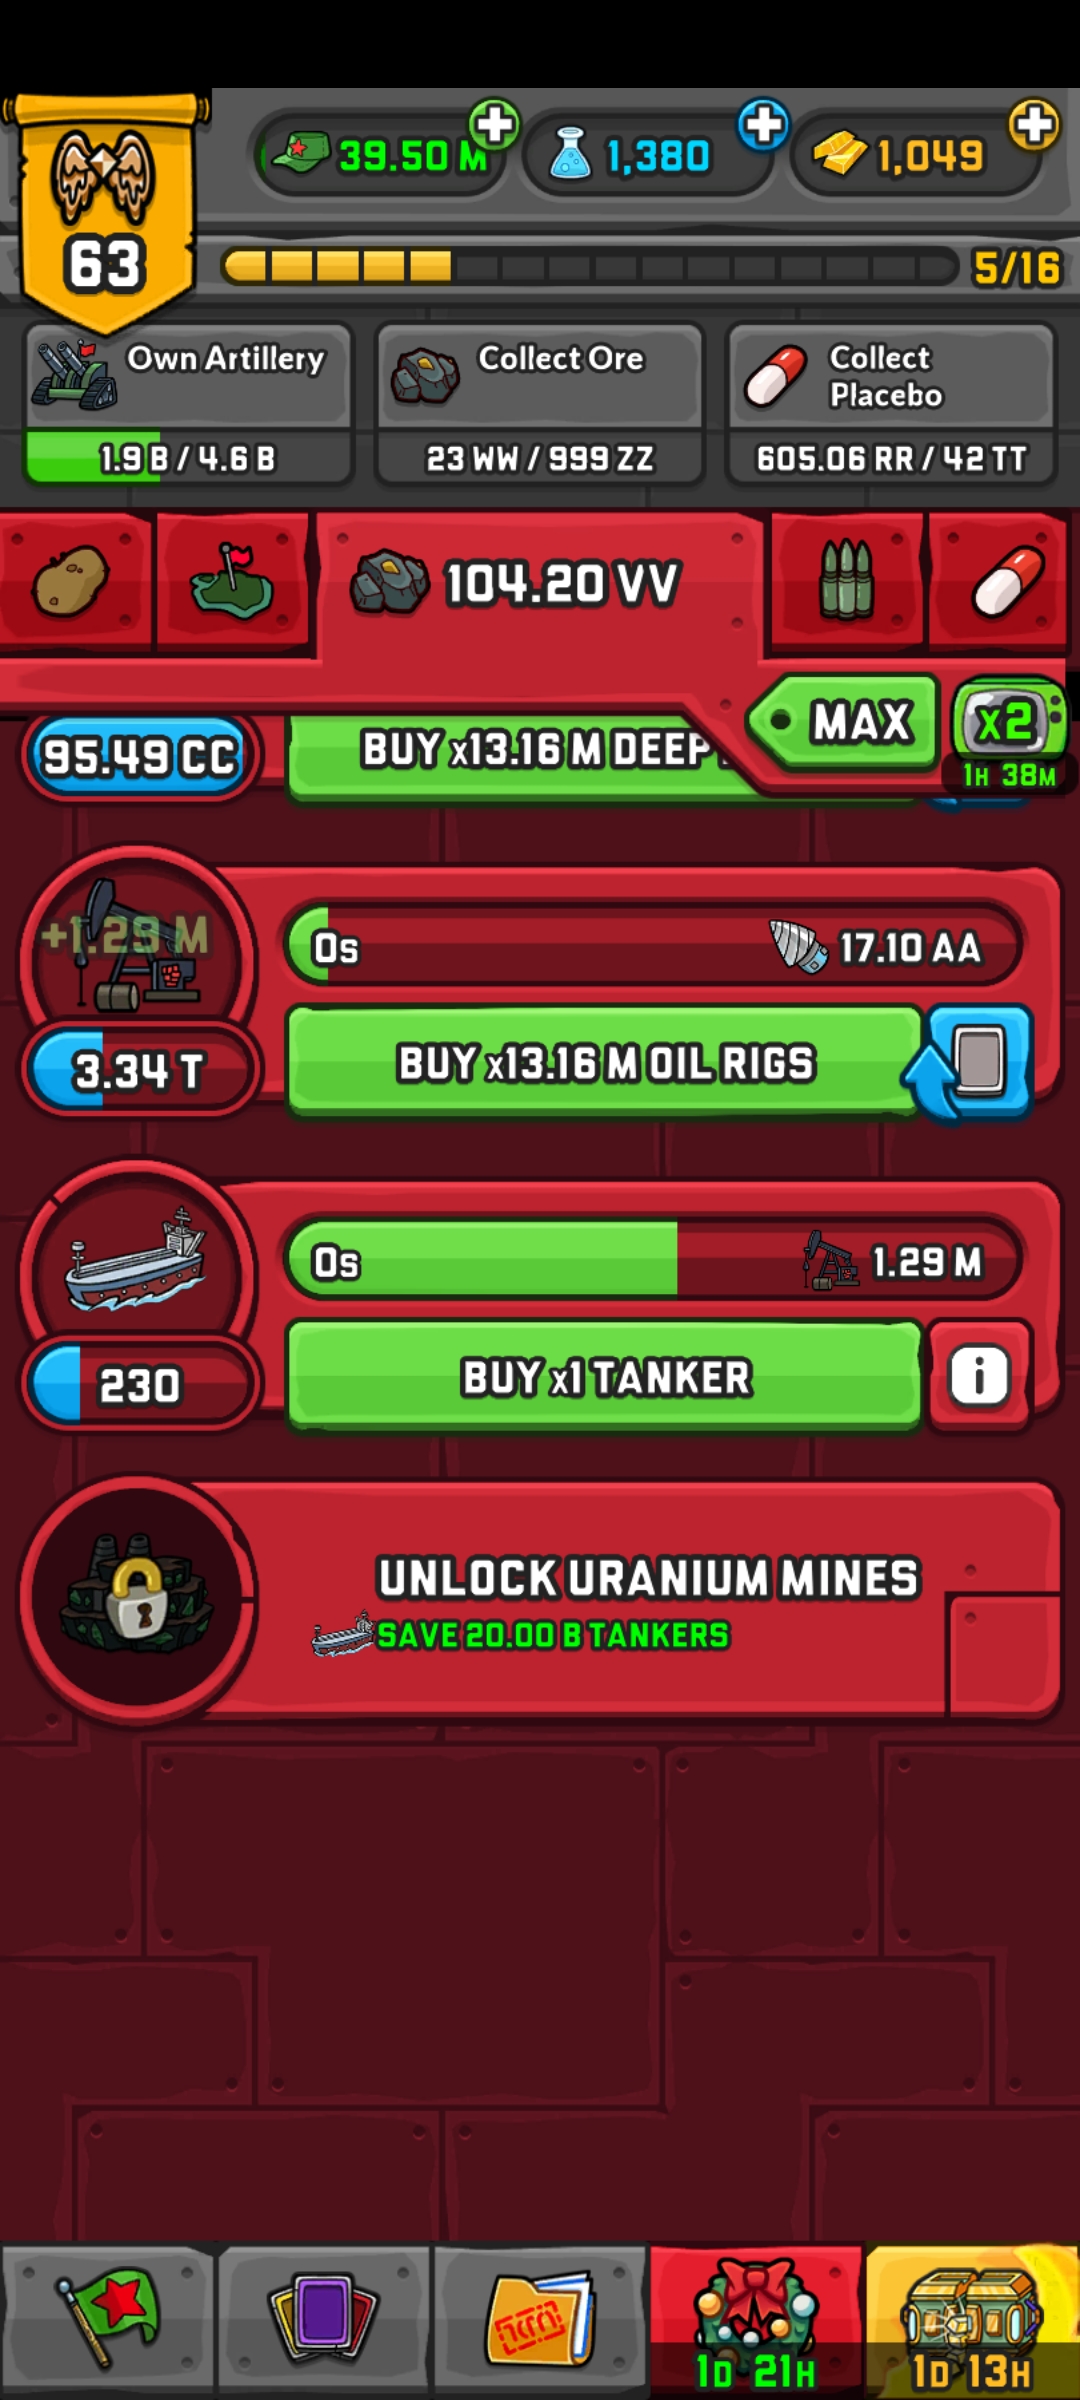 39.50 M
1,380
1,049
63
5/16
Own Artillery
1.9 B / 4.6 B
Collect Ore
23 WW / 999 ZZ
Collect
Placebo
605.06 RR / 42 TT
104.20 VV
MAX
x2
1H 38M
95.49 CC
BUY x13.16 M DEEP
+1.29 M
0s
17.10 AA
3.34 T
BUY x13.16 M OIL RIGS
0s
1.29 M
230
BUY x1 TANKER
i
UNLOCK URANIUM MINES
SAVE 20.00 B TANKERS
1D 21H
1D 13H